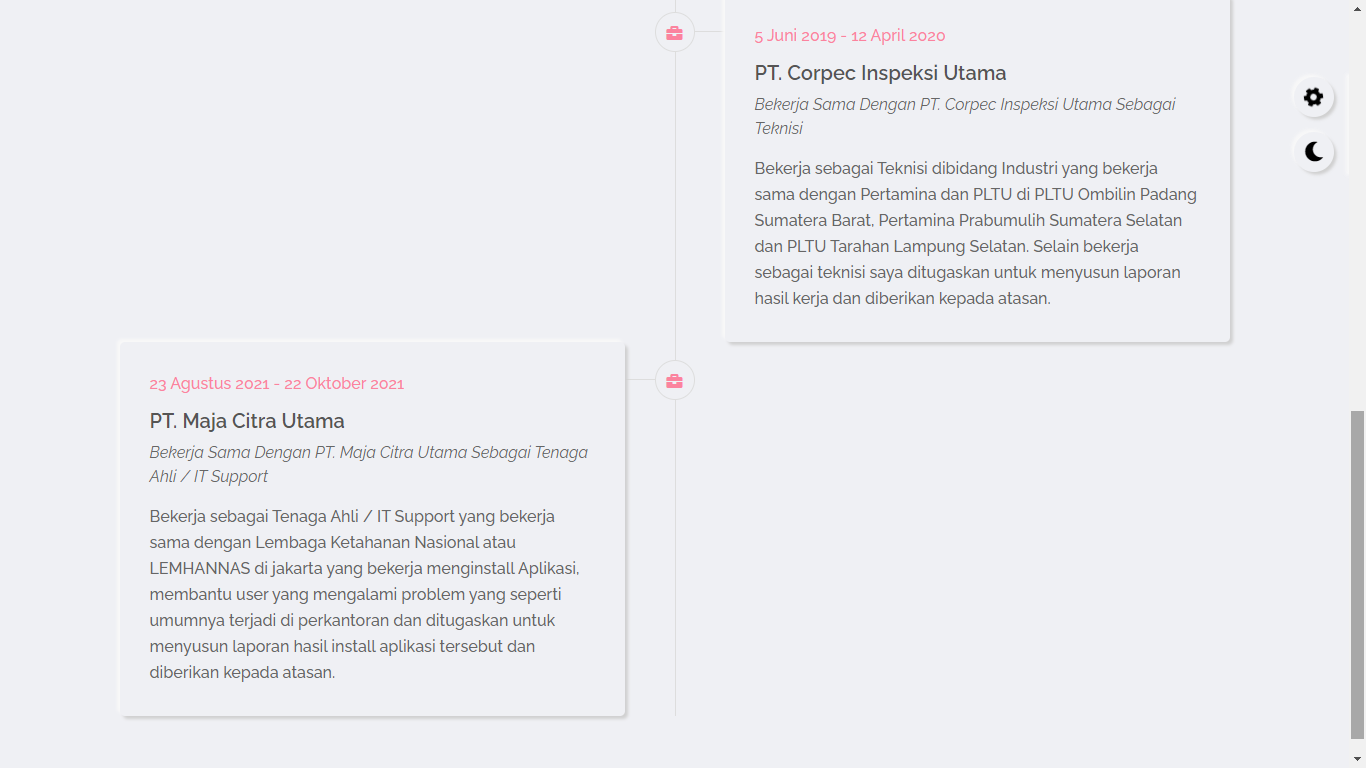 5 Juni 2019 - 12 April 2020
PT. Corpec Inspeksi Utama
Bekerja Sama Dengan PT. Corpec Inspeksi Utama Sebagai
Teknisi
Bekerja sebagai Teknisi dibidang Industri yang bekerja
sama dengan Pertamina dan PLTU di PLTU Ombilin Padang
Sumatera Barat, Pertamina Prabumulih Sumatera Selatan
dan PLTU Tarahan Lampung Selatan. Selain bekerja
sebagai teknisi saya ditugaskan untuk menyusun laporan
hasil kerja dan diberikan kepada atasan.
23 Agustus 2021 - 22 Oktober 2021
PT. Maja Citra Utama
Bekerja Sama Dengan PT. Maja Citra Utama Sebagai Tenaga
Ahli / IT Support
Bekerja sebagai Tenaga Ahli / IT Support yang bekerja
sama dengan Lembaga Ketahanan Nasional atau
LEMHANNAS di jakarta yang bekerja menginstall Aplikasi,
membantu user yang mengalami problem yang seperti
umumnya terjadi di perkantoran dan ditugaskan untuk
menyusun laporan hasil install aplikasi tersebut dan
diberikan kepada atasan.